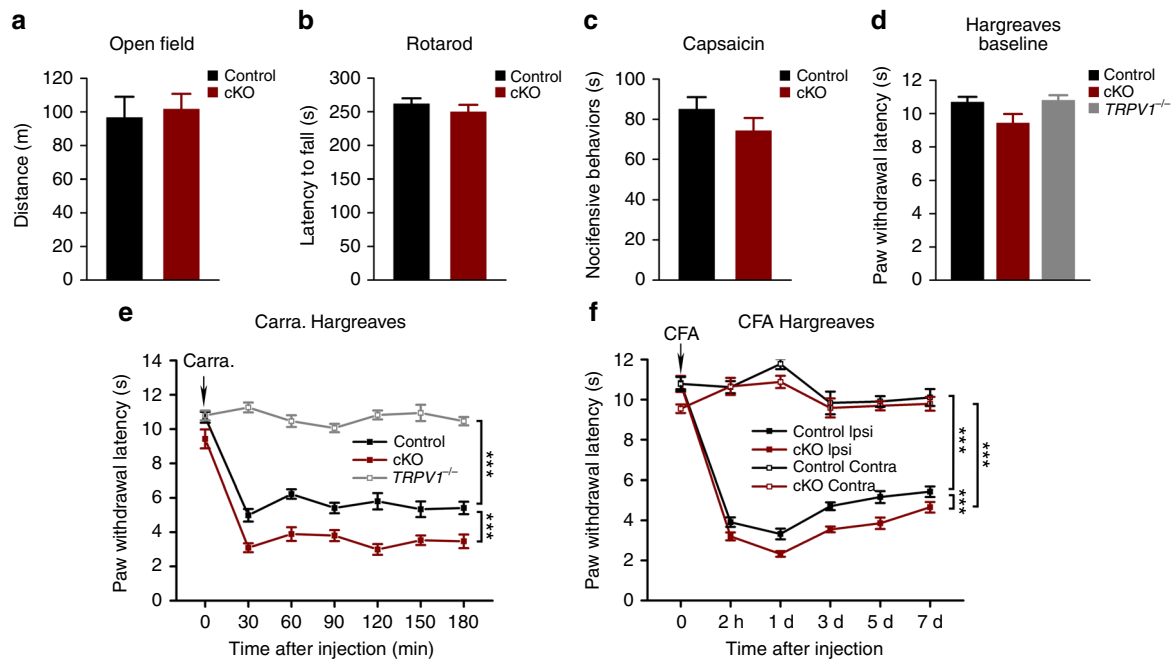 a
Open field
Distance (m)
120
100
80
60
40
20
0
Control
cKO
b
Rotarod
Latency to fall (s)
300
250
200
150
100
50
0
Control
cKO
c
Capsaicin
Nocifensive behaviors (s)
100
80
60
40
20
0
Control
cKO
d
Hargreaves
baseline
Paw withdrawal latency (s)
12
10
8
6
4
2
0
Control
cKO
TRPV1⁻/⁻
e
Carra. Hargreaves
Carra.
Paw withdrawal latency (s)
14
12
10
8
6
4
2
0
Control
cKO
TRPV1⁻/⁻
***
***
0 30 60 90 120 150 180
Time after injection (min)
f
CFA Hargreaves
CFA
Paw withdrawal latency (s)
12
10
8
6
4
2
0
Control Ipsi
cKO Ipsi
Control Contra
cKO Contra
***
***
***
0 2 h 1 d 3 d 5 d 7 d
Time after injection